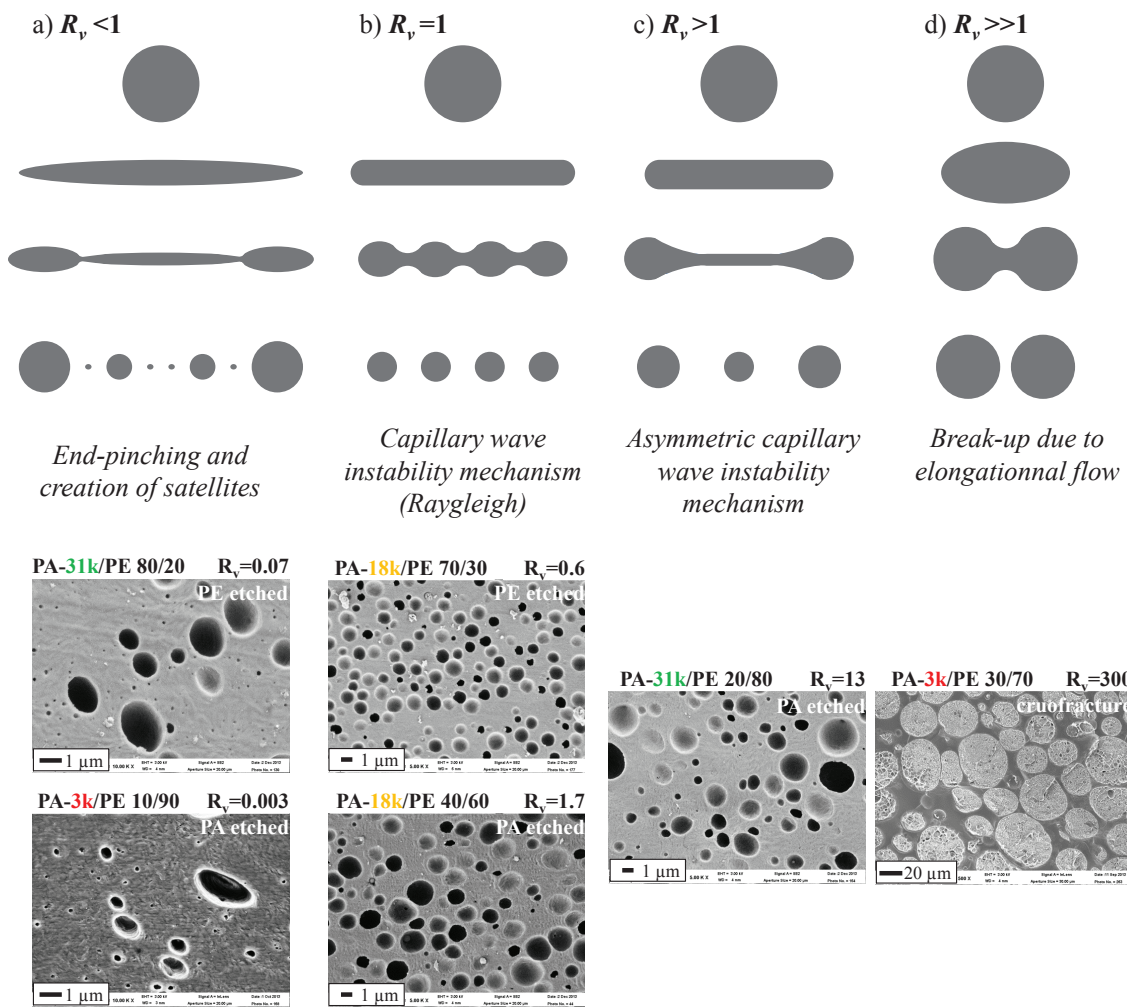 a) Rv <1
b) Rv =1
c) Rv >1
d) Rv >>1
End-pinching and
creation of satellites
Capillary wave
instability mechanism
(Raygleigh)
Asymmetric capillary
wave instability
mechanism
Break-up due to
elongationnal flow
PA-31k/PE 80/20 Rv=0.07
PE etched
1 µm
PA-18k/PE 70/30 Rv=0.6
PE etched
1 µm
PA-31k/PE 20/80 Rv=13
PA etched
1 µm
PA-3k/PE 30/70 Rv=300
cruofracture
20 µm
PA-3k/PE 10/90 Rv=0.003
PA etched
1 µm
PA-18k/PE 40/60 Rv=1.7
PA etched
1 µm